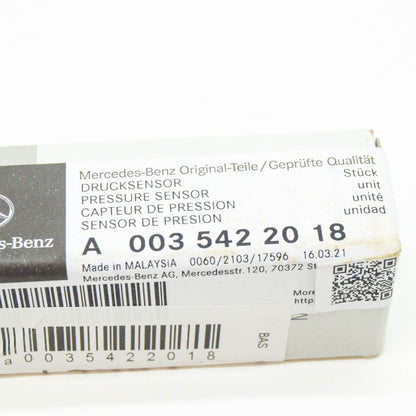 Mercedes-Benz Original-Teile/Geprüfte Qualität
DRUCKSENSOR Stück
PRESSURE SENSOR unit
CAPTEUR DE PRESSION unité
SENSOR DE PRESION unidad
s-Benz
A 003 542 20 18
Made in MALAYSIA 0060/2103/17596 16.03.21
Mercedes-Benz AG, Mercedesstr.120, 70372 St
More
http
BAS
a0035422018